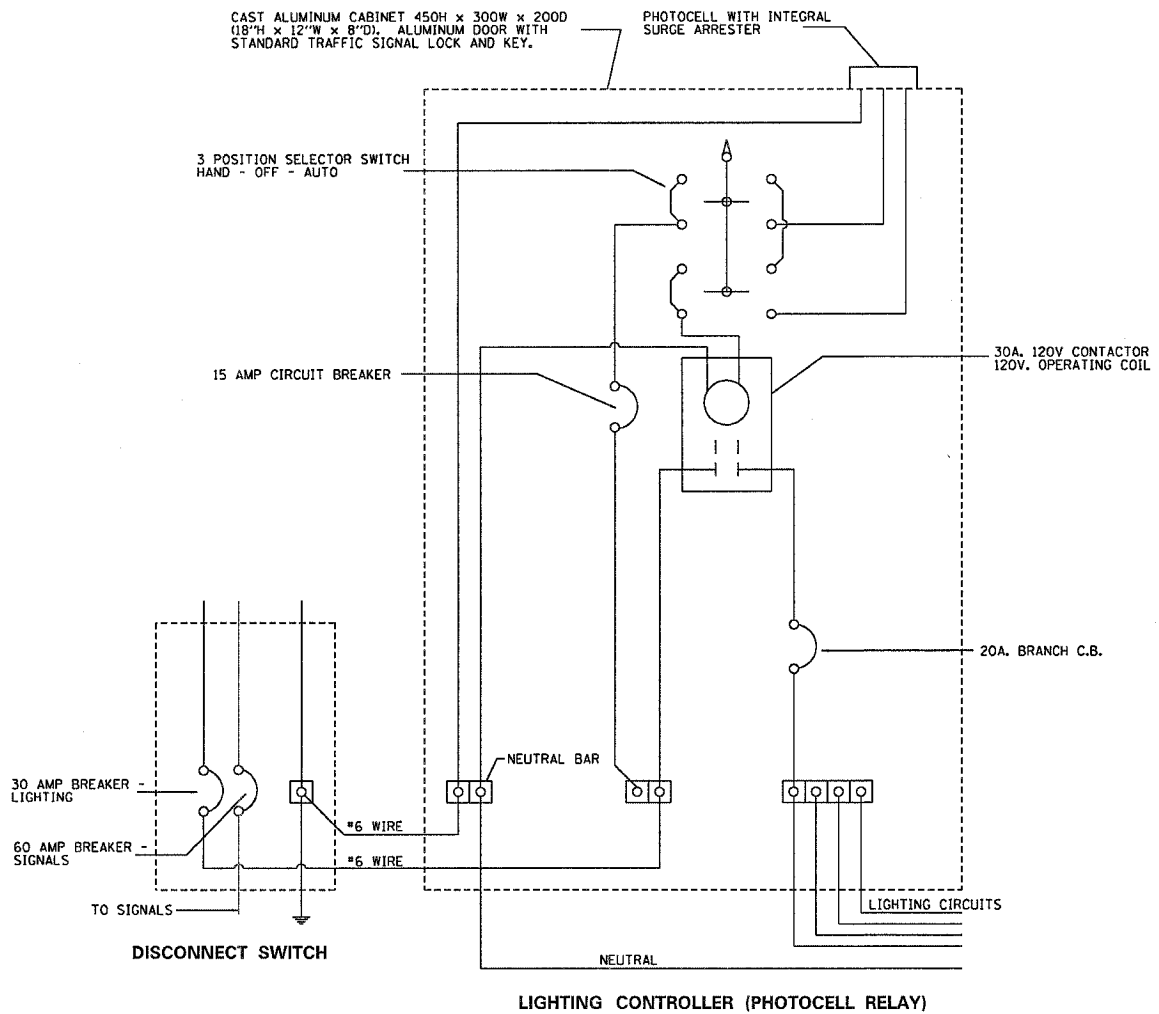 CAST ALUMINUM CABINET 450H x 300W x 200D
(18"H x 12"W x 8"D). ALUMINUM DOOR WITH
STANDARD TRAFFIC SIGNAL LOCK AND KEY.
PHOTOCELL WITH INTEGRAL
SURGE ARRESTER
3 POSITION SELECTOR SWITCH
HAND - OFF - AUTO
30A. 120V CONTACTOR
120V. OPERATING COIL
15 AMP CIRCUIT BREAKER
20A. BRANCH C.B.
NEUTRAL BAR
30 AMP BREAKER -
LIGHTING
60 AMP BREAKER -
SIGNALS
#6 WIRE
#6 WIRE
TO SIGNALS
LIGHTING CIRCUITS
DISCONNECT SWITCH
NEUTRAL
LIGHTING CONTROLLER (PHOTOCELL RELAY)